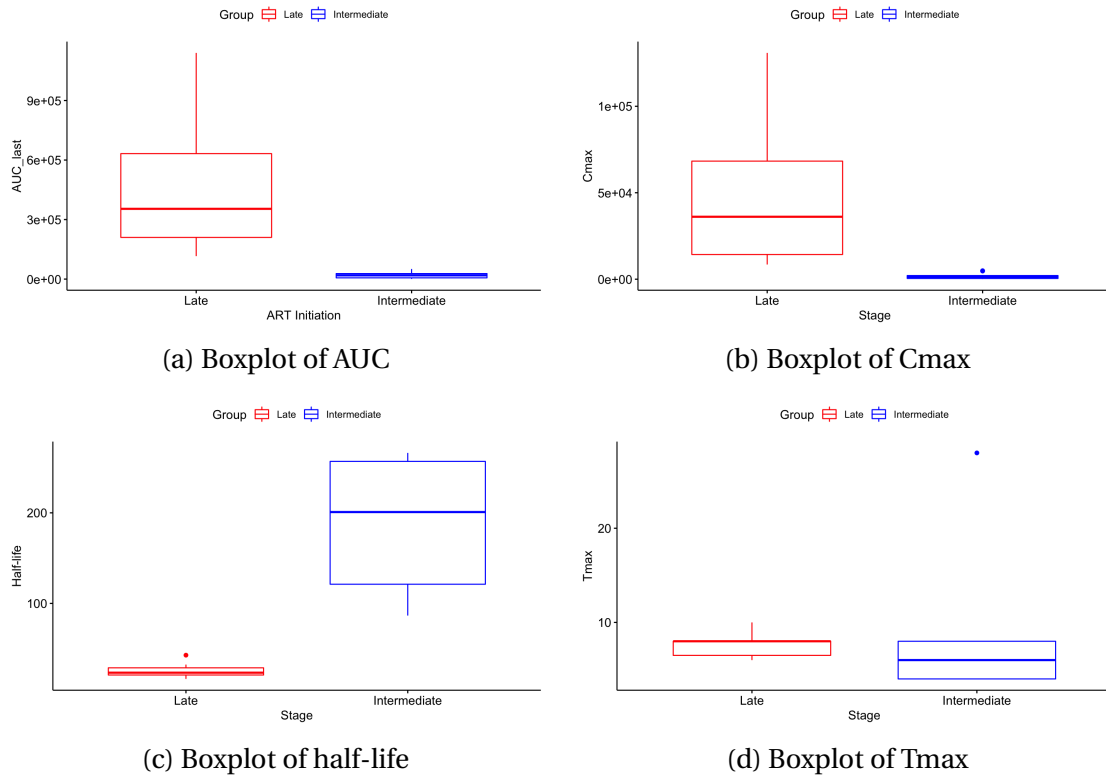 Group Late Intermediate
AUC_last
9e+05
6e+05
3e+05
0e+00
Late Intermediate
ART Initiation
(a) Boxplot of AUC
Group Late Intermediate
Cmax
1e+05
5e+04
0e+00
Late Intermediate
Stage
(b) Boxplot of Cmax
Group Late Intermediate
Half-life
200
100
Late Intermediate
Stage
(c) Boxplot of half-life
Group Late Intermediate
Tmax
20
10
Late Intermediate
Stage
(d) Boxplot of Tmax